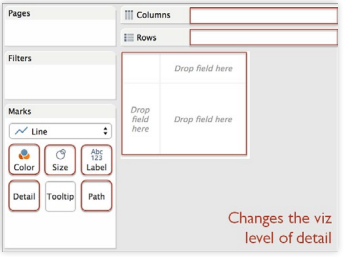 Pages
Columns
Rows
Filters
Drop field here
Drop
field
here
Drop field here
Marks
Line
Abc
123
Color Size Label
Detail Tooltip Path
Changes the viz
level of detail